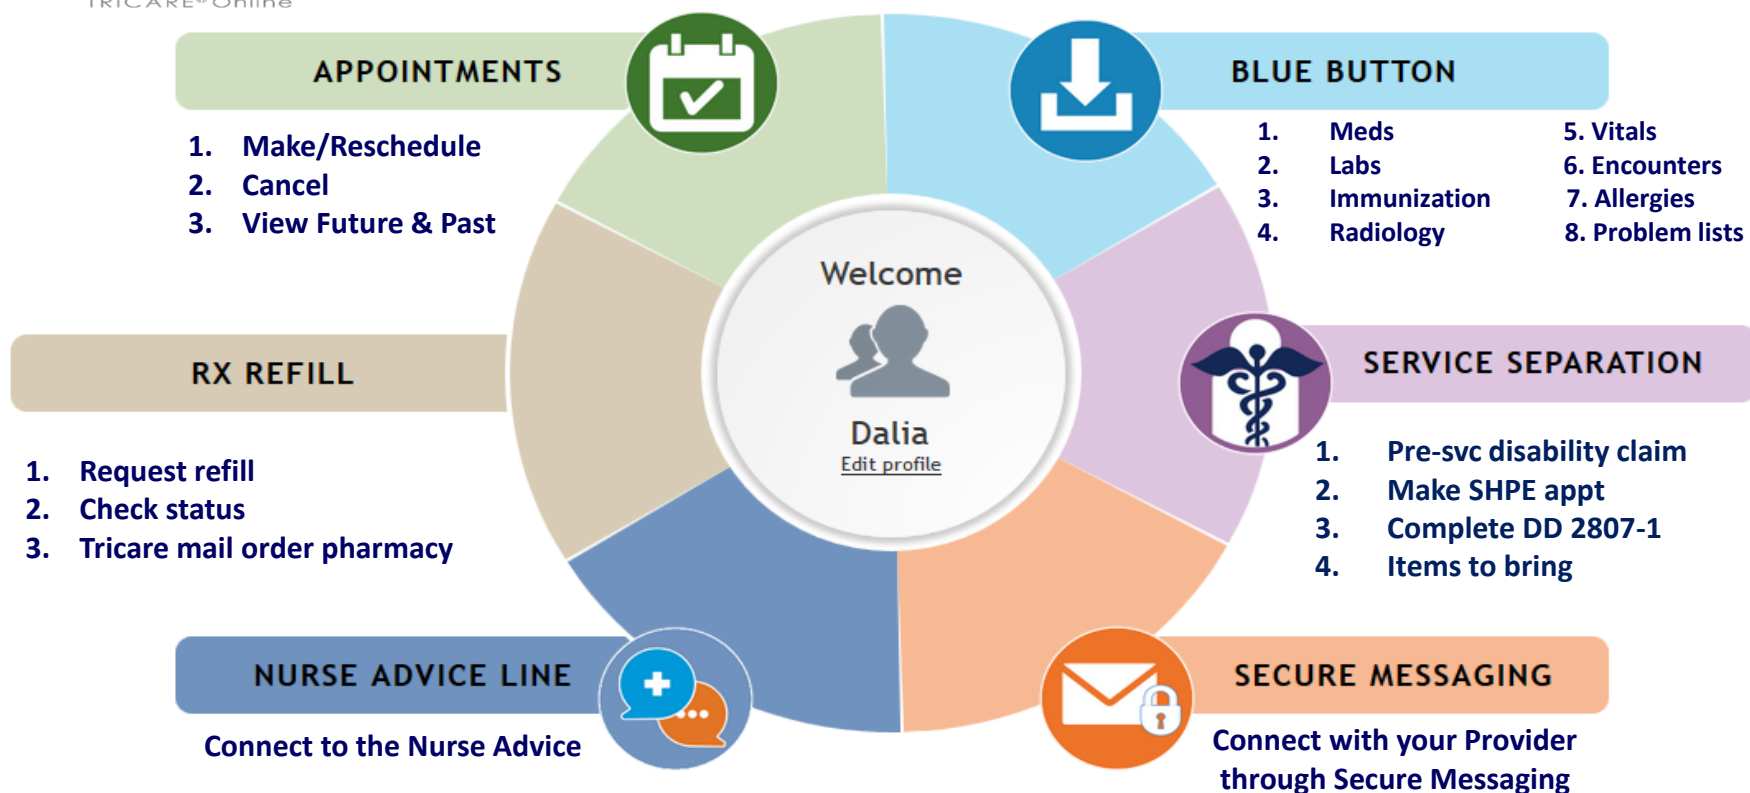 TRICARE® Online
APPOINTMENTS
1. Make/Reschedule
2. Cancel
3. View Future & Past
BLUE BUTTON
1. Meds 5. Vitals
2. Labs 6. Encounters
3. Immunization 7. Allergies
4. Radiology 8. Problem lists
Welcome
Dalia
Edit profile
RX REFILL
1. Request refill
2. Check status
3. Tricare mail order pharmacy
SERVICE SEPARATION
1. Pre-svc disability claim
2. Make SHPE appt
3. Complete DD 2807-1
4. Items to bring
NURSE ADVICE LINE
Connect to the Nurse Advice
SECURE MESSAGING
Connect with your Provider
through Secure Messaging